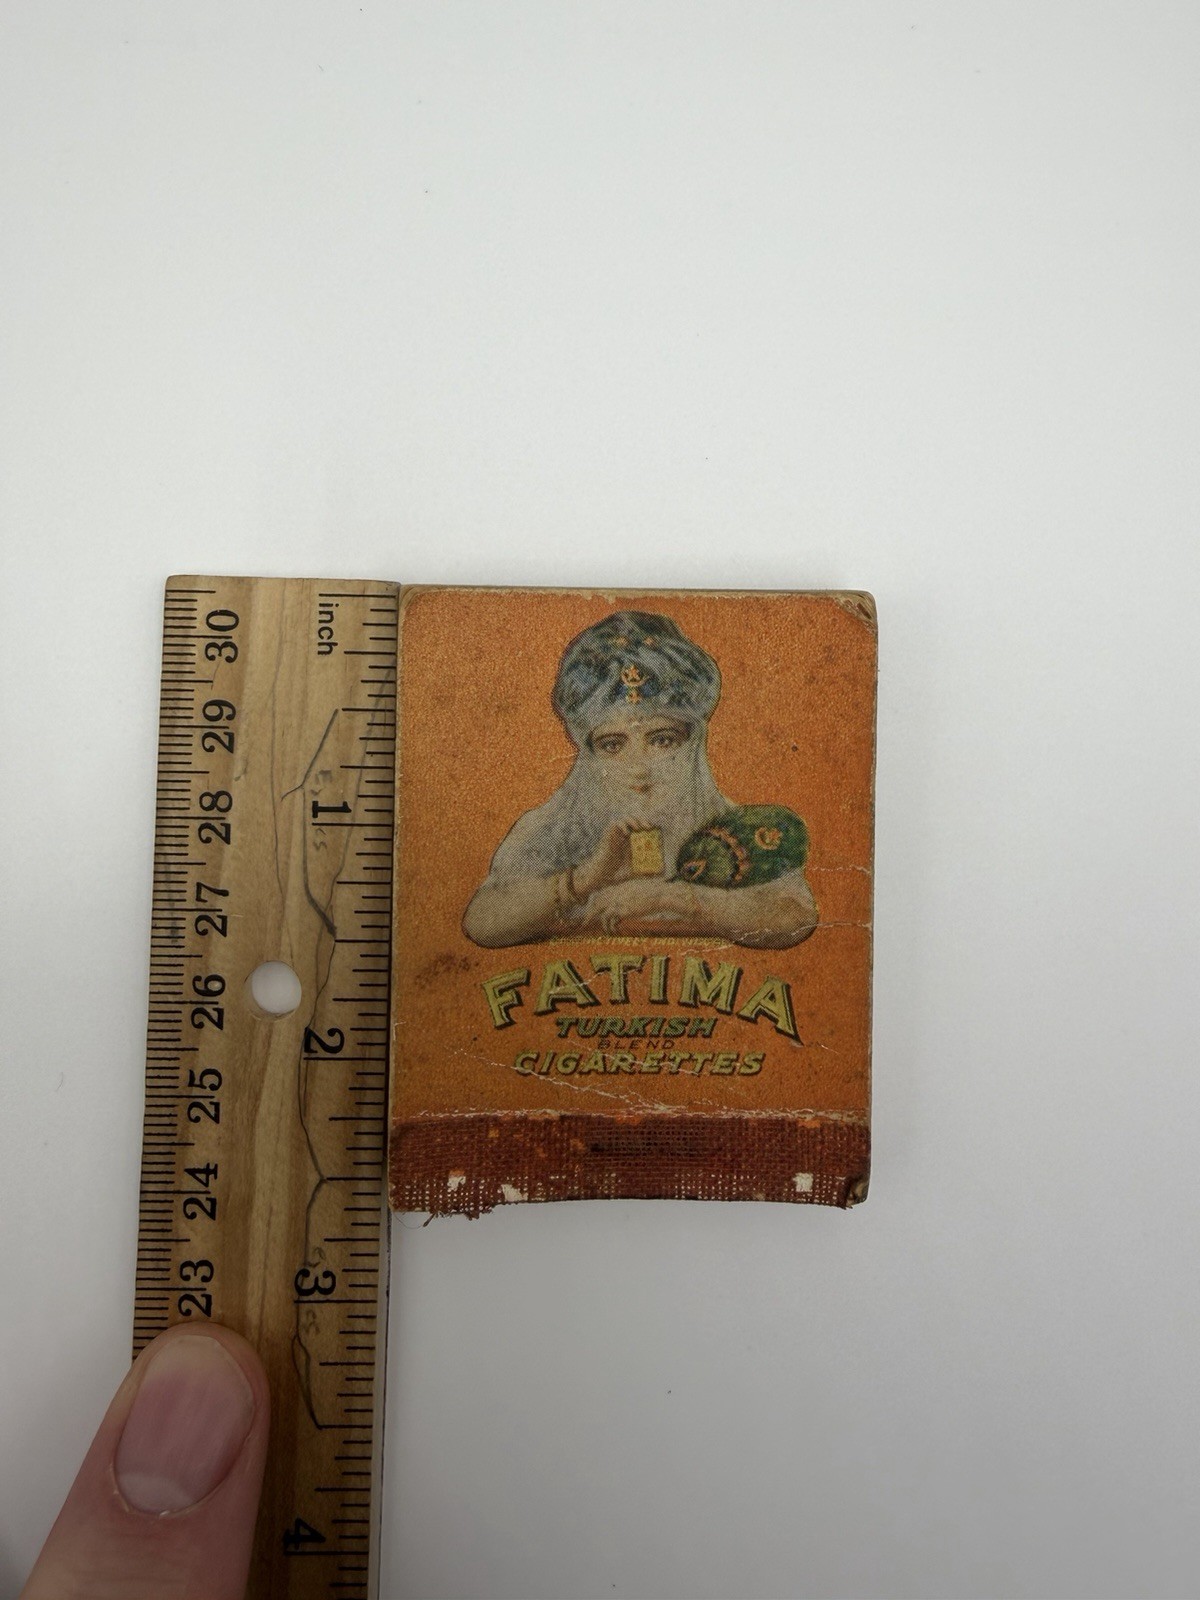 inch
1
2
3
4
30
29
28
27
26
25
24
23
FATIMA
TURKISH
BLEND
CIGARETTES